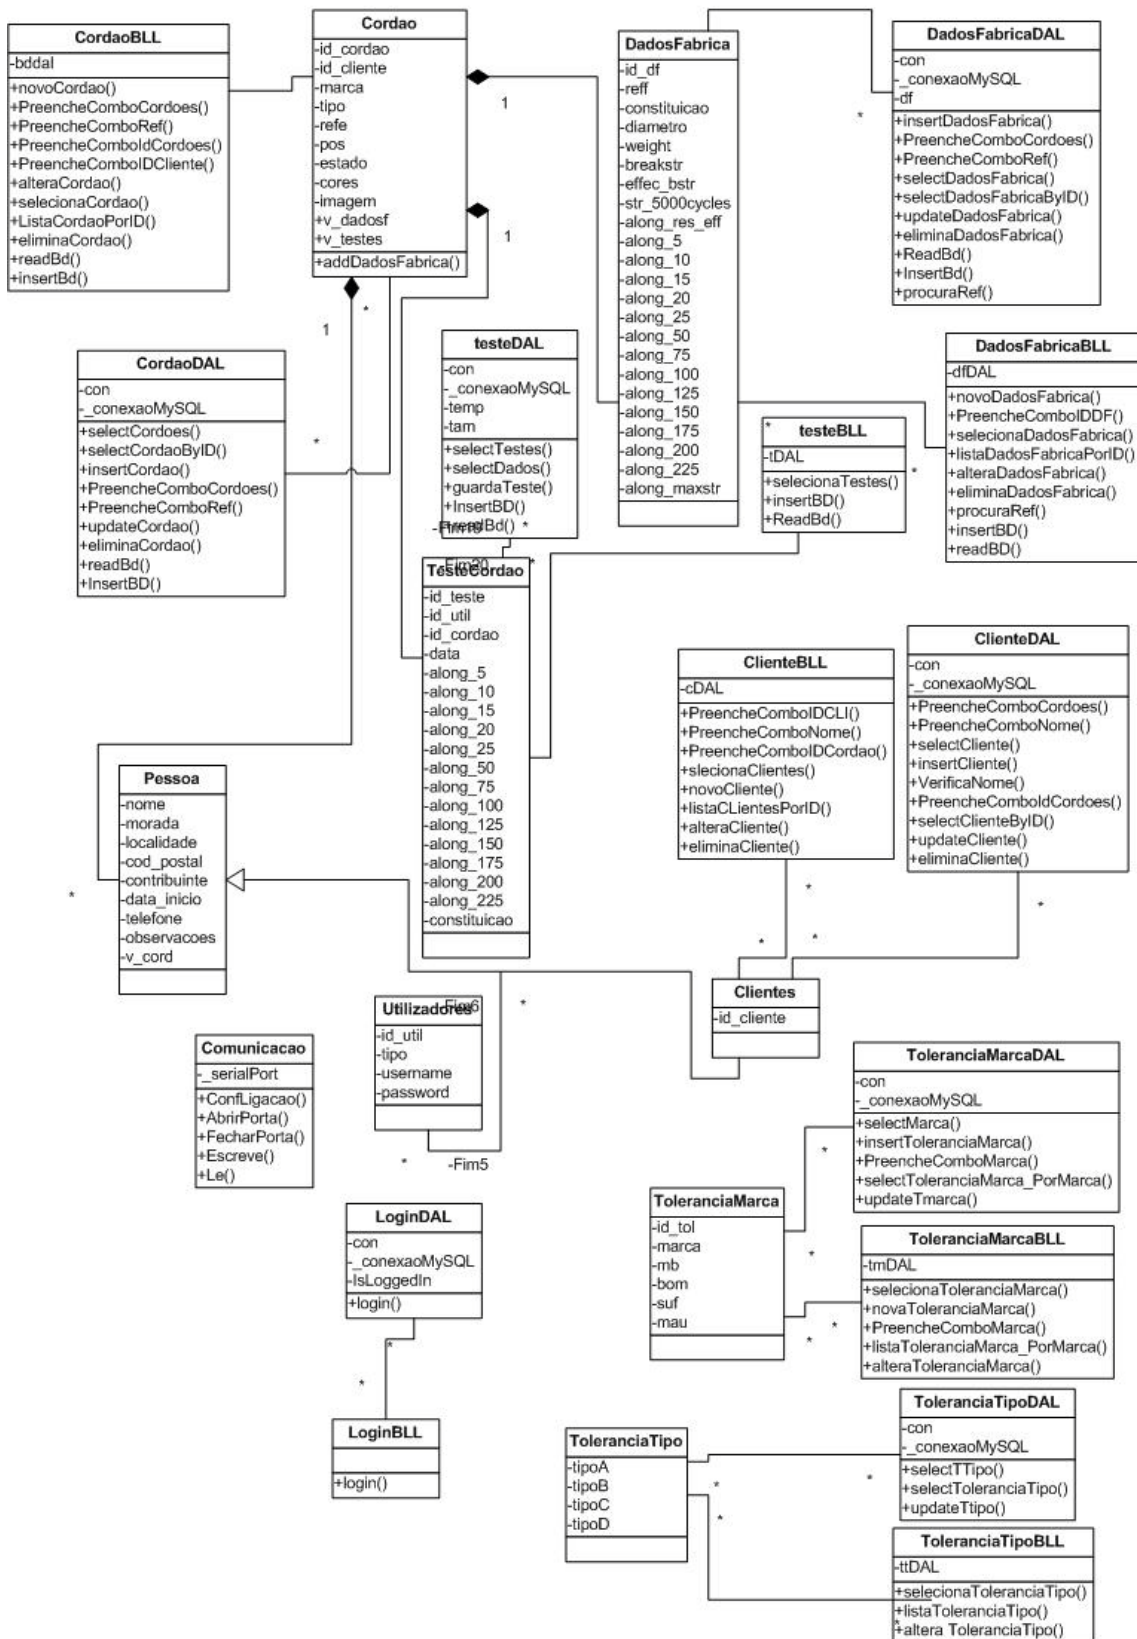 CordaoBLL
-bddal
+novoCordao()
+PreencheComboCordoes()
+PreencheComboRef()
+PreencheComboIdCordoes()
+PreencheComboIDCliente()
+alteraCordao()
+selecionaCordao()
+ListaCordaoPorID()
+eliminaCordao()
+readBd()
+insertBd()
Cordao
-id_cordao
-id_cliente
-marca
-tipo
-refe
-pos
-estado
-cores
-imagem
+v_dadosf
+v_testes
+addDadosFabrica()
1
1
1
*
DadosFabrica
-id_df
-reff
-constituicao
-diametro
-weight
-breakstr
-effec_bstr
-str_5000cycles
-along_res_eff
-along_5
-along_10
-along_15
-along_20
-along_25
-along_50
-along_75
-along_100
-along_125
-along_150
-along_175
-along_200
-along_225
-along_maxstr
*
DadosFabricaDAL
-con
-_conexaoMySQL
-df
+insertDadosFabrica()
+PreencheComboCordoes()
+PreencheComboRef()
+selectDadosFabrica()
+selectDadosFabricaByID()
+updateDadosFabrica()
+eliminaDadosFabrica()
+ReadBd()
+InsertBd()
+procuraRef()
CordaoDAL
-con
-_conexaoMySQL
+selectCordoes()
+selectCordaoByID()
+insertCordao()
+PreencheComboCordoes()
+PreencheComboRef()
+updateCordao()
+eliminaCordao()
+readBd()
+InsertBD()
*
testeDAL
-con
-_conexaoMySQL
-temp
-tam
+selectTestes()
+selectDados()
+guardaTeste()
+InsertBD()
+readBd()
*
*
testeBLL
*
-tDAL
+selecionaTestes()
+insertBD()
+ReadBd()
*
DadosFabricaBLL
-dfDAL
+novoDadosFabrica()
+PreencheComboIDDF()
+selecionaDadosFabrica()
+listaDadosFabricaPorID()
+alteraDadosFabrica()
+eliminaDadosFabrica()
+procuraRef()
+insertBD()
+readBD()
-Fim20
TesteCordao
-id_teste
-id_util
-id_cordao
-data
-along_5
-along_10
-along_15
-along_20
-along_25
-along_50
-along_75
-along_100
-along_125
-along_150
-along_175
-along_200
-along_225
-constituicao
ClienteBLL
-cDAL
+PreencheComboIDCLI()
+PreencheComboNome()
+PreencheComboIDCordao()
+slecionaClientes()
+novoCliente()
+listaCLientesPorID()
+alteraCliente()
+eliminaCliente()
*
*
ClienteDAL
-con
-_conexaoMySQL
+PreencheComboCordoes()
+PreencheComboNome()
+selectCliente()
+insertCliente()
+VerificaNome()
+PreencheComboIdCordoes()
+selectClienteByID()
+updateCliente()
+eliminaCliente()
*
*
Pessoa
-nome
-morada
-localidade
-cod_postal
-contribuinte
-data_inicio
-telefone
-observacoes
-v_cord
*
Clientes
-id_cliente
*
-Fim6
Utilizadores
-id_util
-tipo
-username
-password
*
-Fim5
Comunicacao
-_serialPort
+ConfLigacao()
+AbrirPorta()
+FecharPorta()
+Escreve()
+Le()
ToleranciaMarcaDAL
-con
-_conexaoMySQL
+selectMarca()
+insertToleranciaMarca()
+PreencheComboMarca()
+selectToleranciaMarca_PorMarca()
+updateTmarca()
*
*
ToleranciaMarca
-id_tol
-marca
-mb
-bom
-suf
-mau
*
*
ToleranciaMarcaBLL
-tmDAL
+selecionaToleranciaMarca()
+novaToleranciaMarca()
+PreencheComboMarca()
+listaToleranciaMarca_PorMarca()
+alteraToleranciaMarca()
LoginDAL
-con
-_conexaoMySQL
-IsLoggedIn
+login()
*
*
LoginBLL
+login()
ToleranciaTipo
-tipoA
-tipoB
-tipoC
-tipoD
*
*
*
ToleranciaTipoDAL
-con
-_conexaoMySQL
+selectTTipo()
+selectToleranciaTipo()
+updateTtipo()
ToleranciaTipoBLL
-ttDAL
+selecionaToleranciaTipo()
+listaToleranciaTipo()
*
+altera ToleranciaTipo()